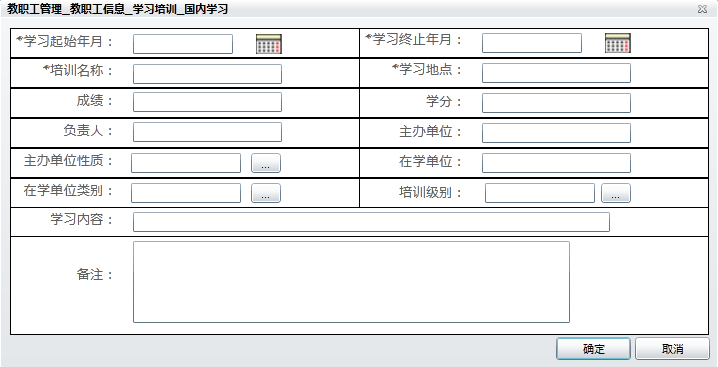 教职工管理_教职工信息_学习培训_国内学习
*学习起始年月： *学习终止年月：
*培训名称： *学习地点：
成绩： 学分：
负责人： 主办单位：
主办单位性质： ... 在学单位：
在学单位类别： ... 培训级别： ...
学习内容：
备注：
确定 取消